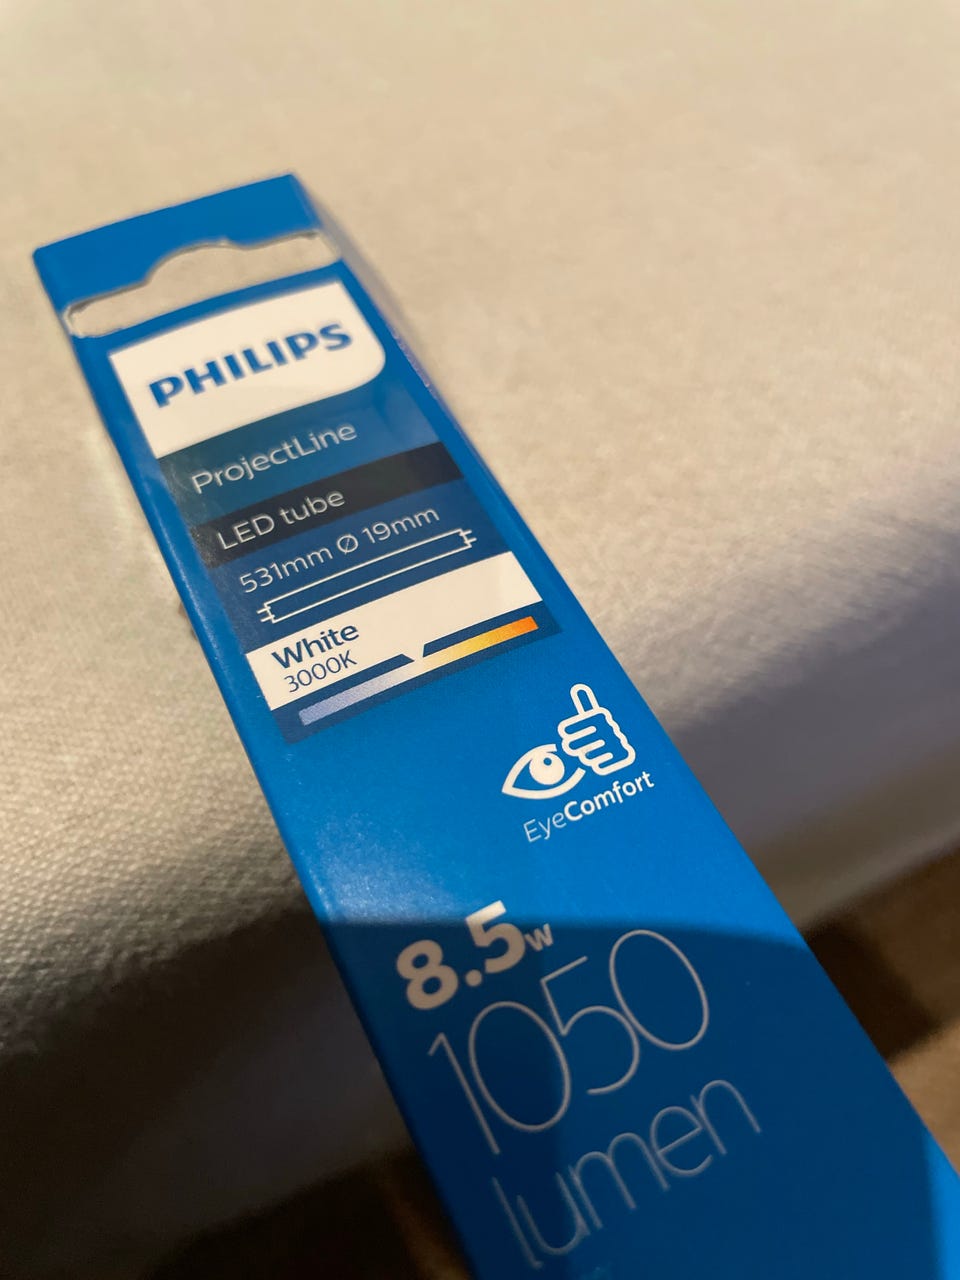 PHILIPS
ProjectLine
LED tube
531mm Ø 19mm
White
3000K
EyeComfort
8.5w
1050
lumen